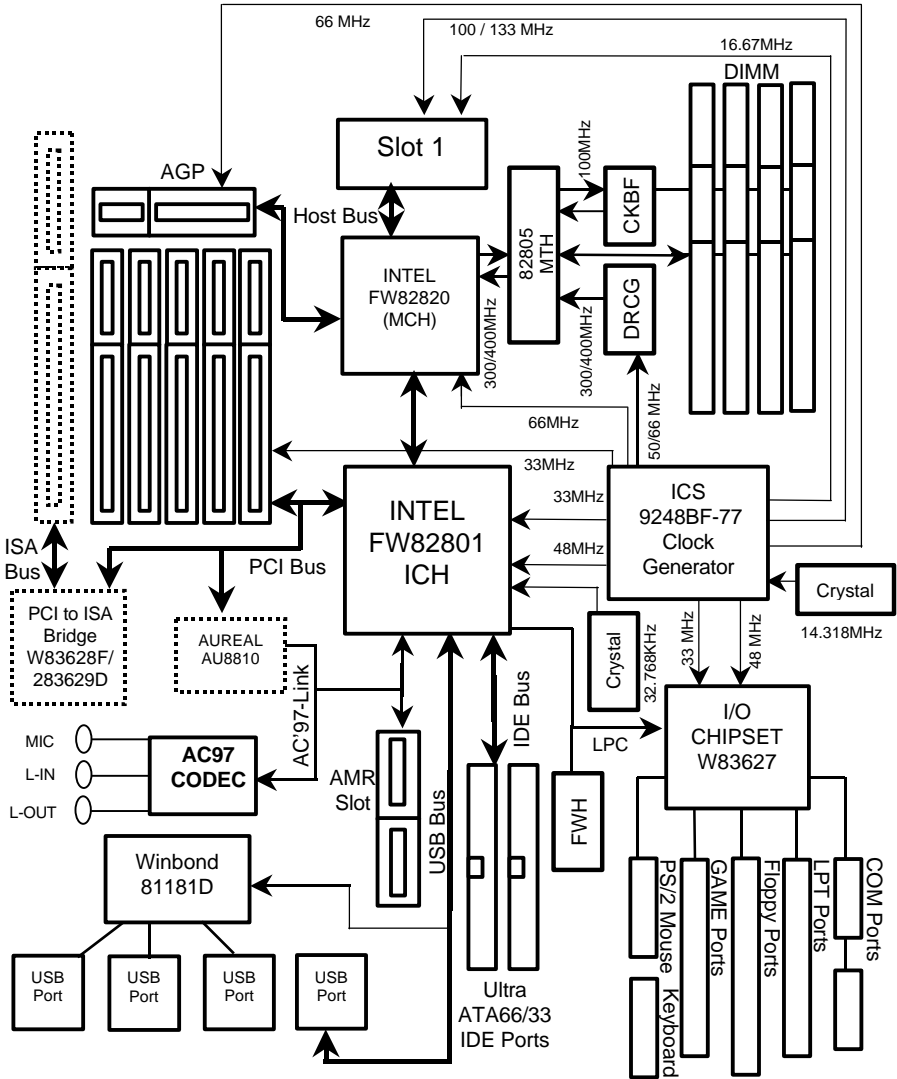 66 MHz
100 / 133 MHz
16.67MHz
DIMM
Slot 1
AGP
Host Bus
100MHz
CKBF
82805
MTH
INTEL
FW82820
(MCH)
DRCG
300/400MHz
300/400MHz
50/66 MHz
66MHz
33MHz
ISA
Bus
PCI Bus
INTEL
FW82801
ICH
33MHz
48MHz
ICS
9248BF-77
Clock
Generator
Crystal
14.318MHz
PCI to ISA
Bridge
W83628F/
283629D
AUREAL
AU8810
Crystal
32.768KHz
33 MHz
48 MHz
AC'97-Link
IDE Bus
LPC
I/O
CHIPSET
W83627
MIC
L-IN
L-OUT
AC97
CODEC
AMR
Slot
USB Bus
FWH
Winbond
81181D
PS/2 Mouse
Keyboard
GAME Ports
Floppy Ports
LPT Ports
COM Ports
USB
Port
USB
Port
USB
Port
USB
Port
Ultra
ATA66/33
IDE Ports